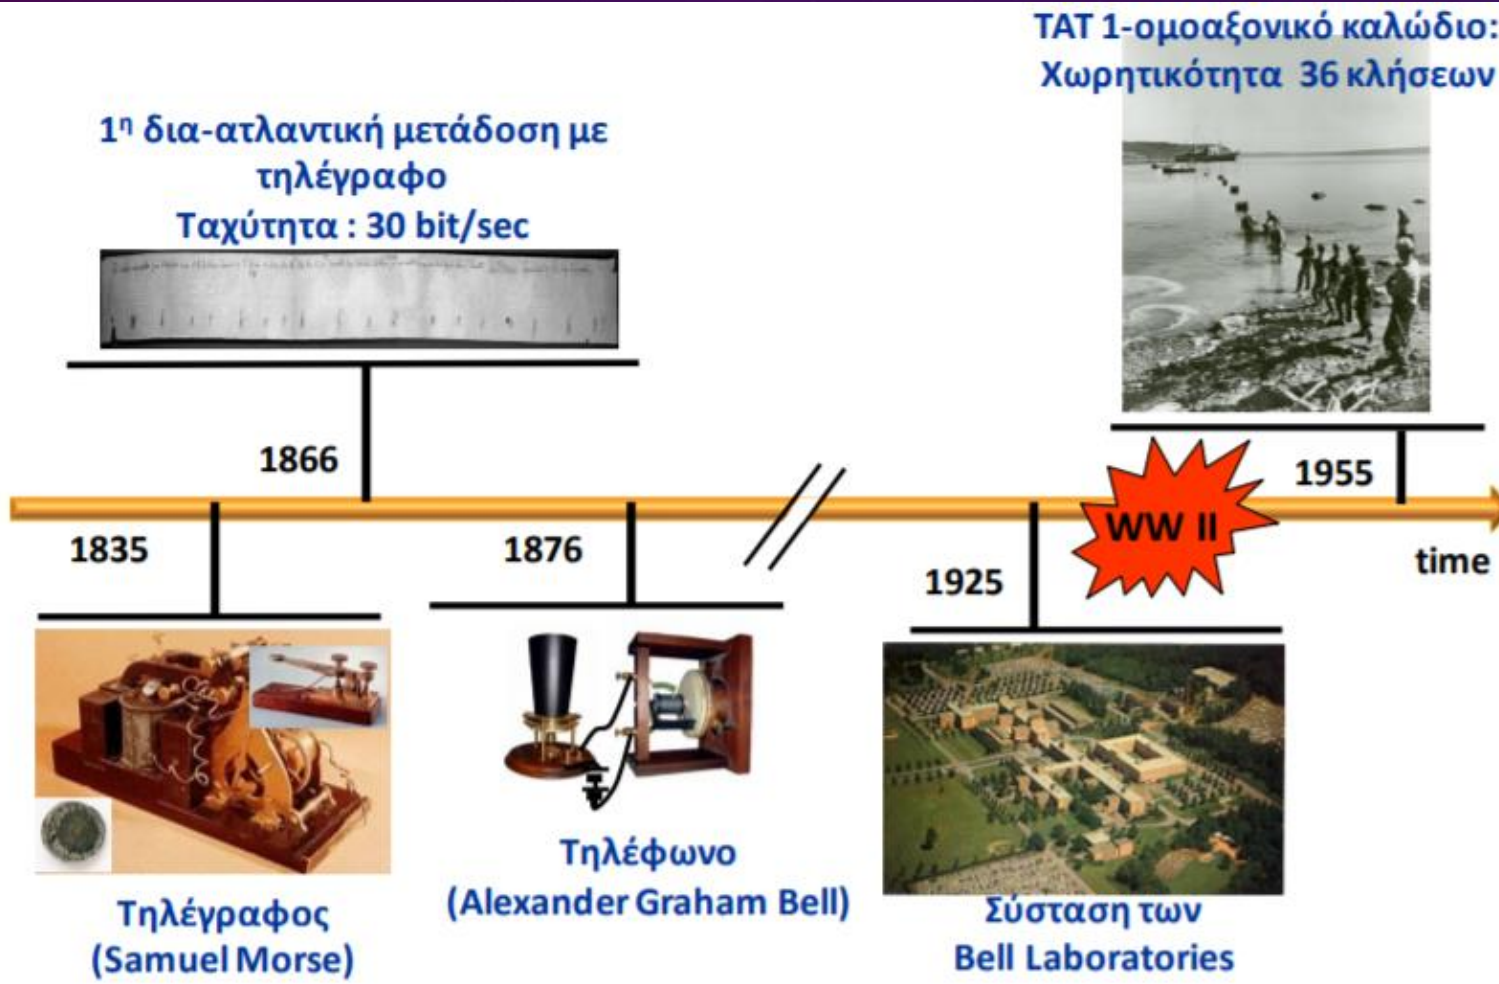 TAT 1-ομοαξονικό καλώδιο:
Χωρητικότητα 36 κλήσεων
1η δια-ατλαντική μετάδοση με
τηλέγραφο
Ταχύτητα : 30 bit/sec
1866
1955
WW II
1835
1876
1925
time
Τηλέφωνο
(Alexander Graham Bell)
Τηλέγραφος
(Samuel Morse)
Σύσταση των
Bell Laboratories